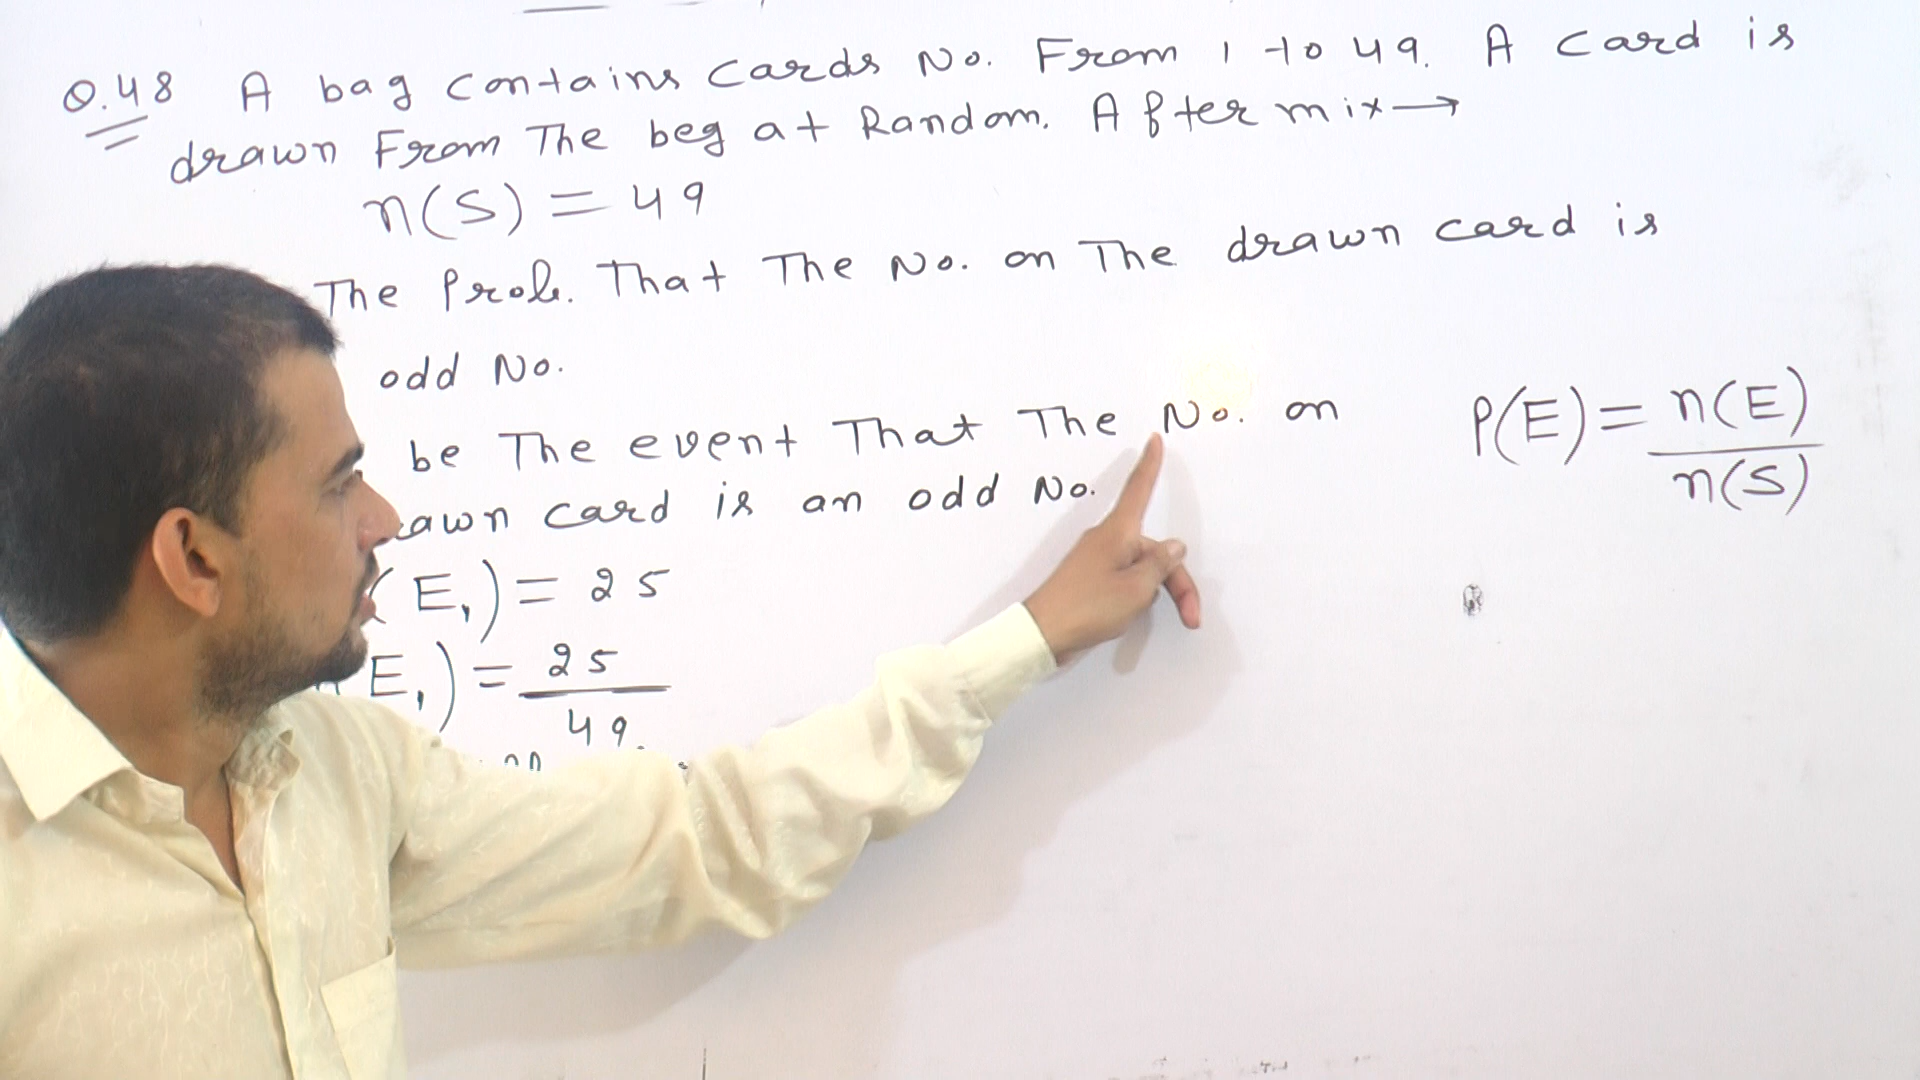 Q.48 A bag contains cards No. From 1 to 49. A card is
drawn From The beg at Random. After mix →
n(S) = 49
The Prob. That The No. on The drawn card is
odd No.
be The event That The No. on
awn card is an odd No.
(E₁) = 25
E₁) = 25/49.
P(E) = n(E)/n(S)